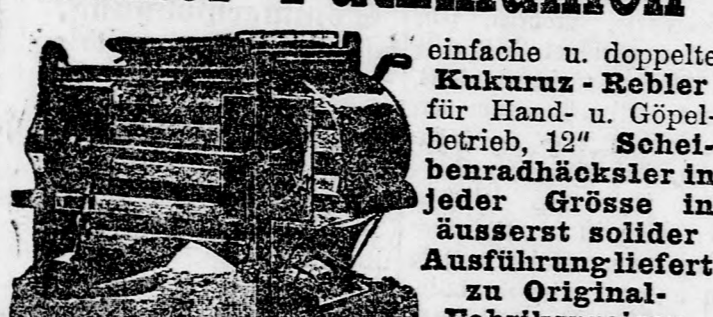 einfache u. doppelte
Kukuruz - Rebler
für Hand- u. Göpel-
betrieb, 12" Schei-
benradhäcksler in
jeder Grösse in
äusserst solider
Ausführung liefert
zu Original-